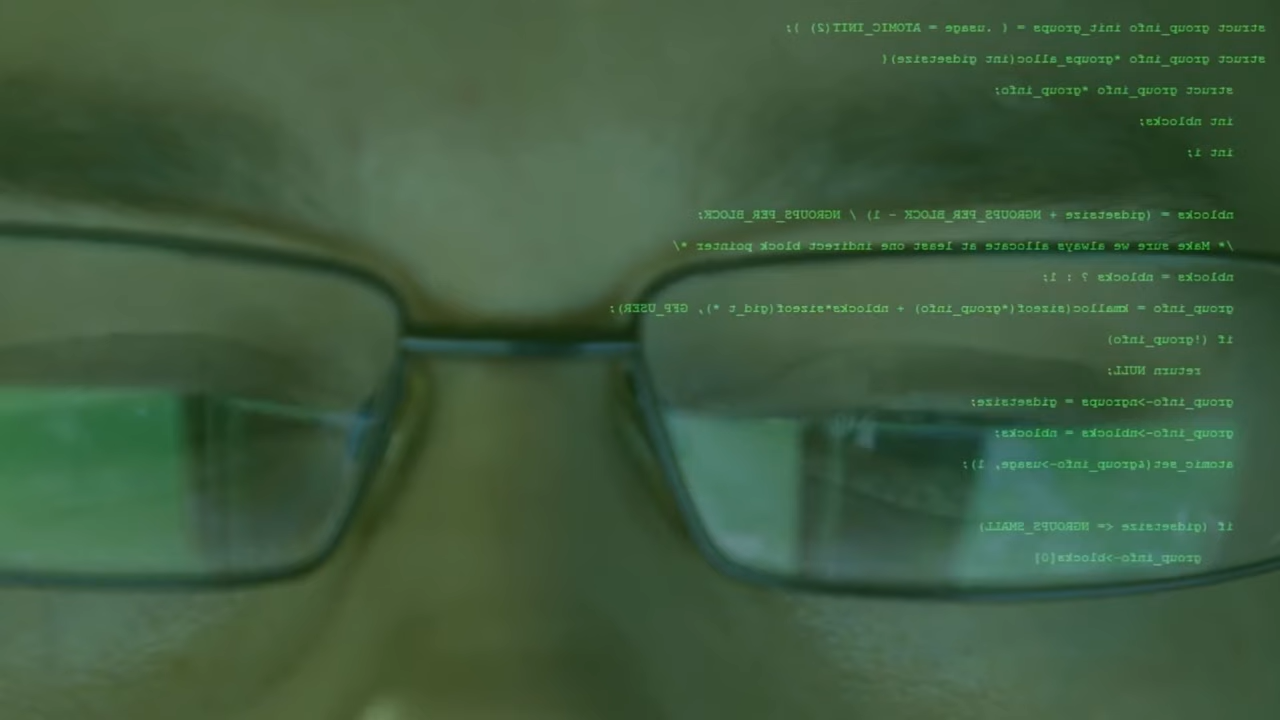 struct group_info init_groups = { .usage = ATOMIC_INIT(2) };
struct group_info *groups_alloc(int gidsetsize){
struct group_info *group_info;
int nblocks;
int i;
nblocks = (gidsetsize + NGROUPS_PER_BLOCK - 1) / NGROUPS_PER_BLOCK;
/* Make sure we always allocate at least one indirect block pointer */
nblocks = nblocks ? : 1;
group_info = kmalloc(sizeof(*group_info) + nblocks*sizeof(gid_t *), GFP_USER);
if (!group_info)
return NULL;
group_info->ngroups = gidsetsize;
group_info->nblocks = nblocks;
atomic_set(&group_info->usage, 1);
if (gidsetsize <= NGROUPS_SMALL)
group_info->blocks[0]